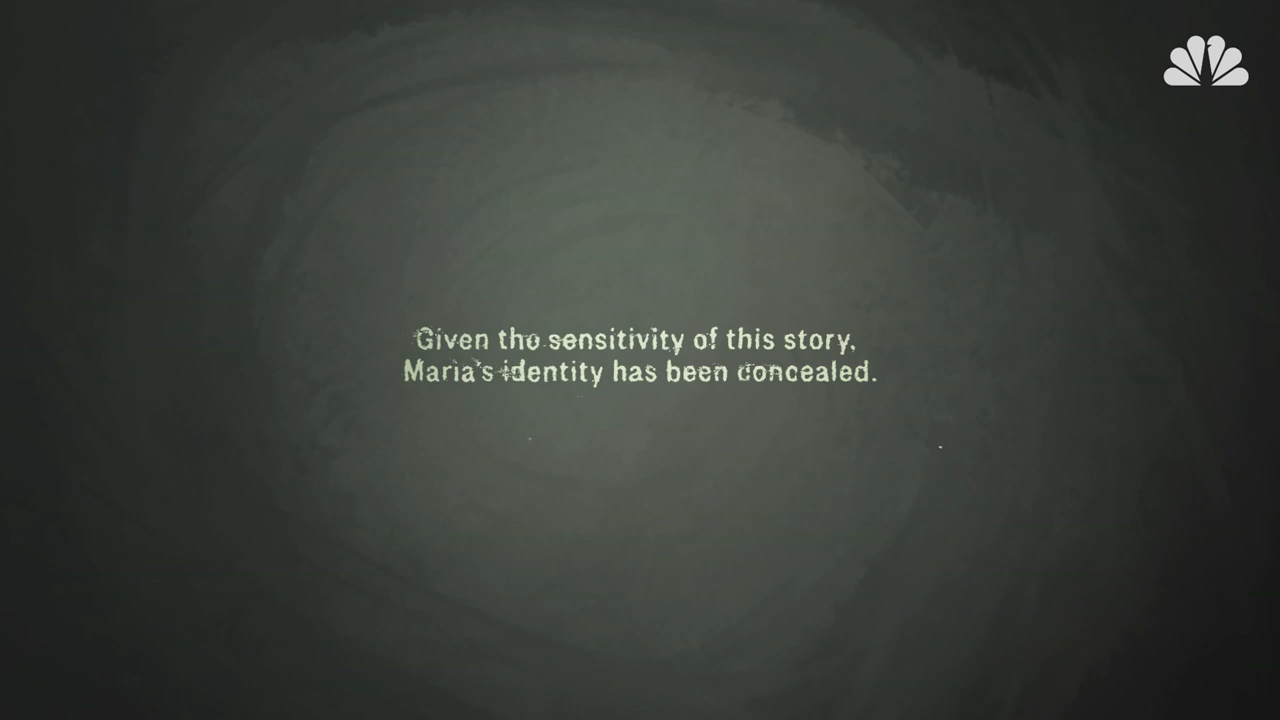 Given the sensitivity of this story,
Maria's identity has been concealed.